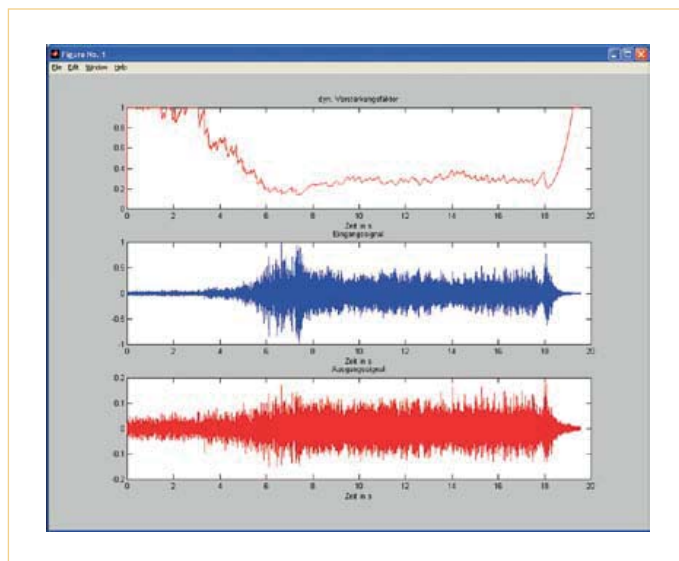 Figure No. 1
File Edit Window Help
dyn. Verstärkungsfaktor
1
0.8
0.6
0.4
0.2
0
0 2 4 6 8 10 12 14 16 18 20
Zeit in s
Eingangssignal
1
0.5
0
-0.5
-1
0 2 4 6 8 10 12 14 16 18 20
Zeit in s
Ausgangssignal
0.2
0.1
0
-0.1
-0.2
0 2 4 6 8 10 12 14 16 18 20
Zeit in s